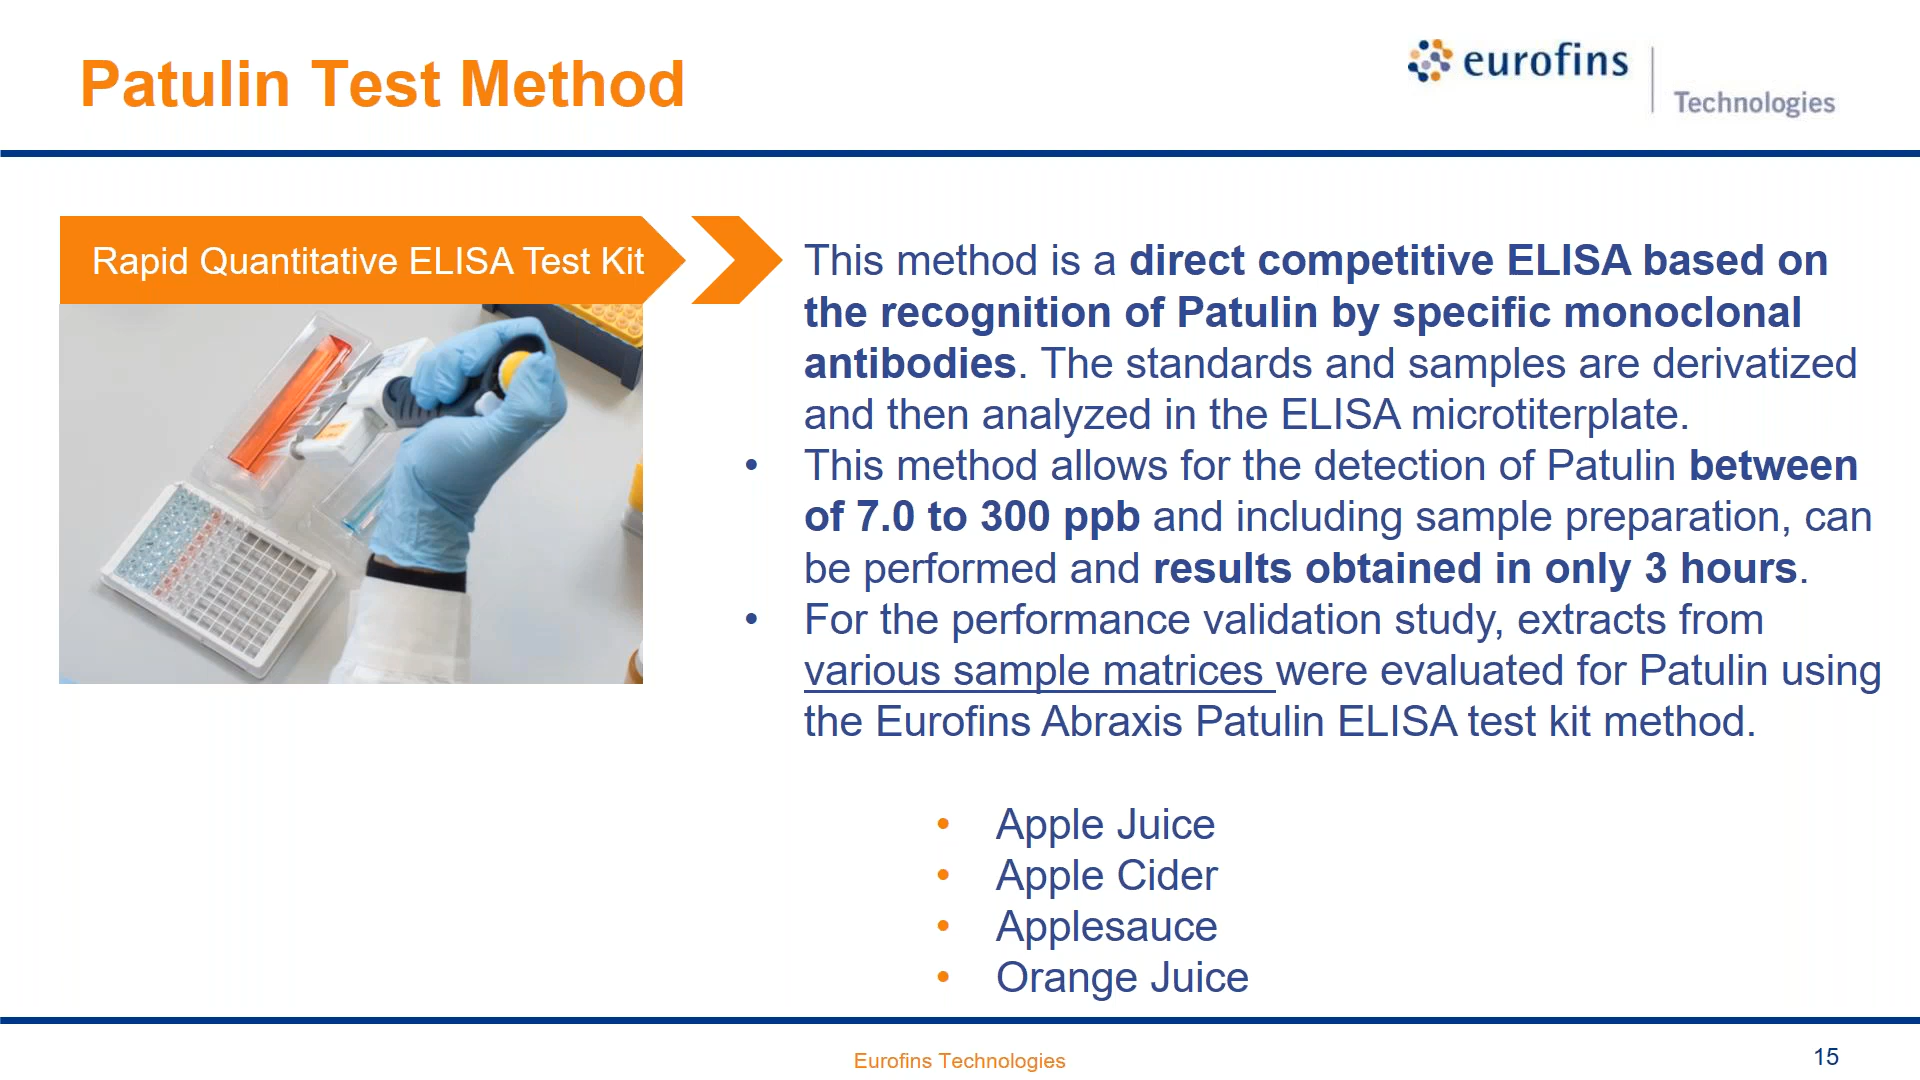 Patulin Test Method
eurofins
Technologies
Rapid Quantitative ELISA Test Kit
This method is a direct competitive ELISA based on
the recognition of Patulin by specific monoclonal
antibodies. The standards and samples are derivatized
and then analyzed in the ELISA microtiterplate.
• This method allows for the detection of Patulin between
of 7.0 to 300 ppb and including sample preparation, can
be performed and results obtained in only 3 hours.
• For the performance validation study, extracts from
various sample matrices were evaluated for Patulin using
the Eurofins Abraxis Patulin ELISA test kit method.
• Apple Juice
• Apple Cider
• Applesauce
• Orange Juice
Eurofins Technologies
15